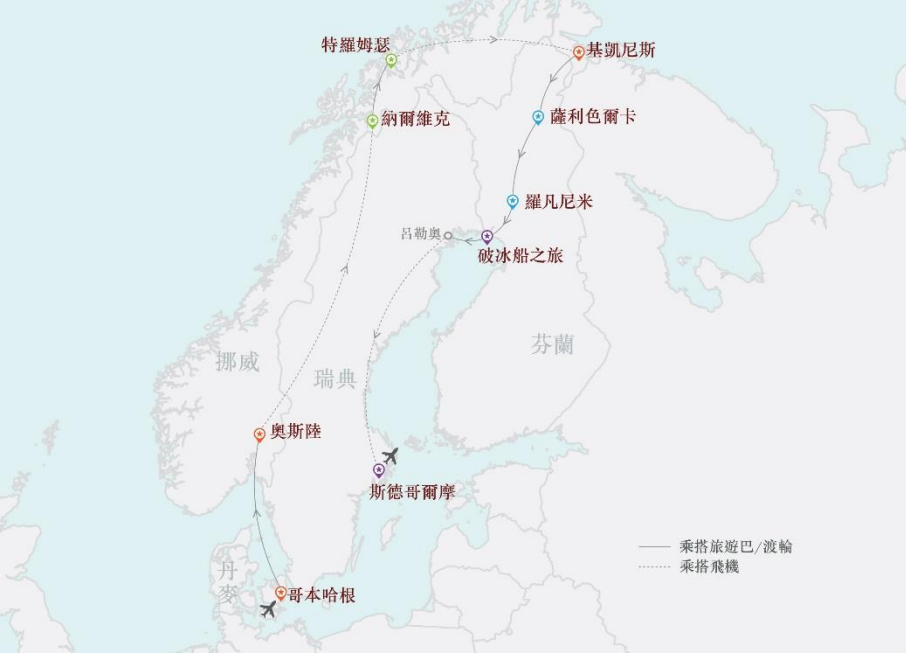 特羅姆瑟
基凱尼斯
納爾維克
薩利色爾卡
羅凡尼米
呂勒奧
破冰船之旅
芬蘭
挪威
瑞典
奧斯陸
斯德哥爾摩
乘搭旅遊巴/渡輪
乘搭飛機
丹
麥
哥本哈根